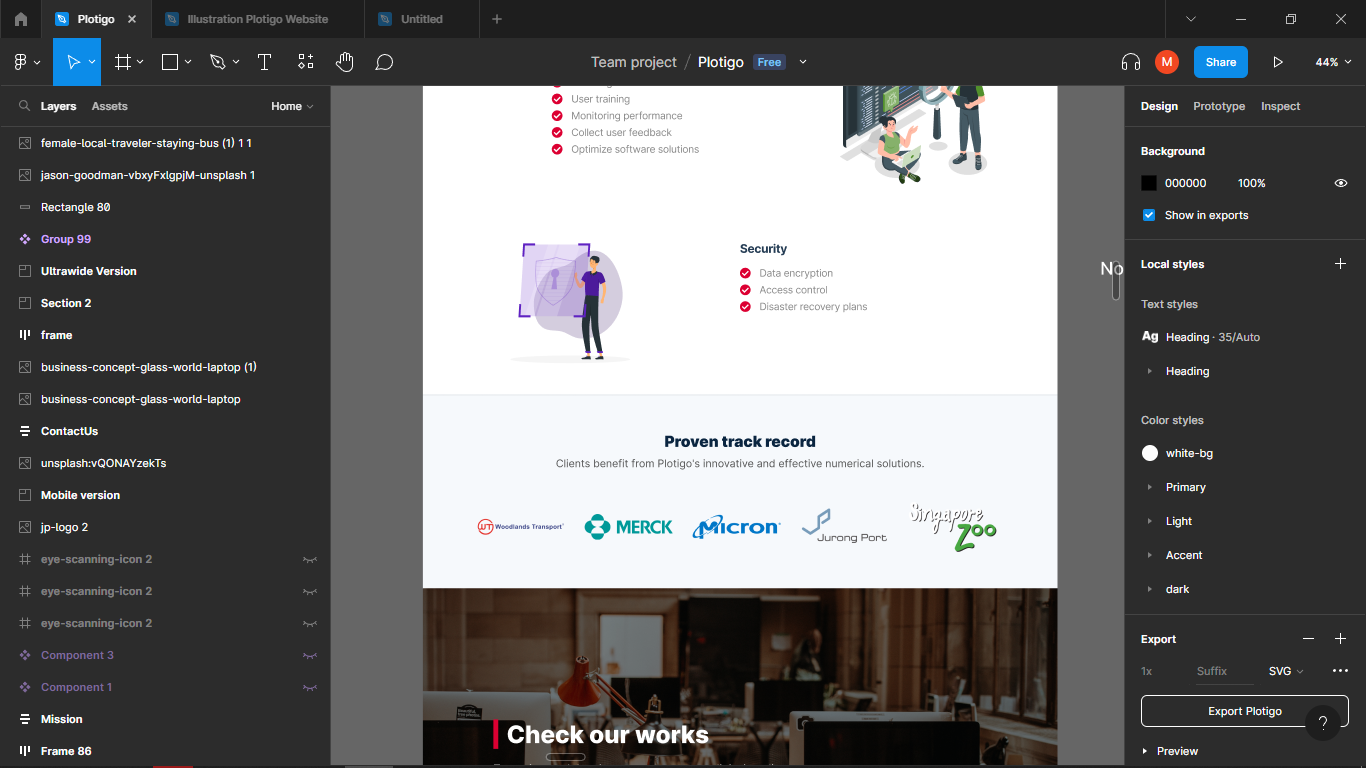 Plotigo
Illustration Plotigo Website
Untitled
Team project / Plotigo Free
M
Share
44%
Layers
Assets
Home
female-local-traveler-staying-bus (1) 1 1
jason-goodman-vbxyFxlgpjM-unsplash 1
Rectangle 80
Group 99
Ultrawide Version
Section 2
frame
business-concept-glass-world-laptop (1)
business-concept-glass-world-laptop
ContactUs
unsplash:vQONAYzekTs
Mobile version
jp-logo 2
eye-scanning-icon 2
eye-scanning-icon 2
eye-scanning-icon 2
Component 3
Component 1
Mission
Frame 86
User training
Monitoring performance
Collect user feedback
Optimize software solutions
Security
Data encryption
Access control
Disaster recovery plans
No
Proven track record
Clients benefit from Plotigo's innovative and effective numerical solutions.
WT Woodlands Transport
MERCK
Micron
Jurong Port
Singapore
Zoo
Check our works
Design
Prototype
Inspect
Background
000000 100%
Show in exports
Local styles
Text styles
Ag Heading · 35/Auto
Heading
Color styles
white-bg
Primary
Light
Accent
dark
Export
1x Suffix SVG
Export Plotigo
?
Preview